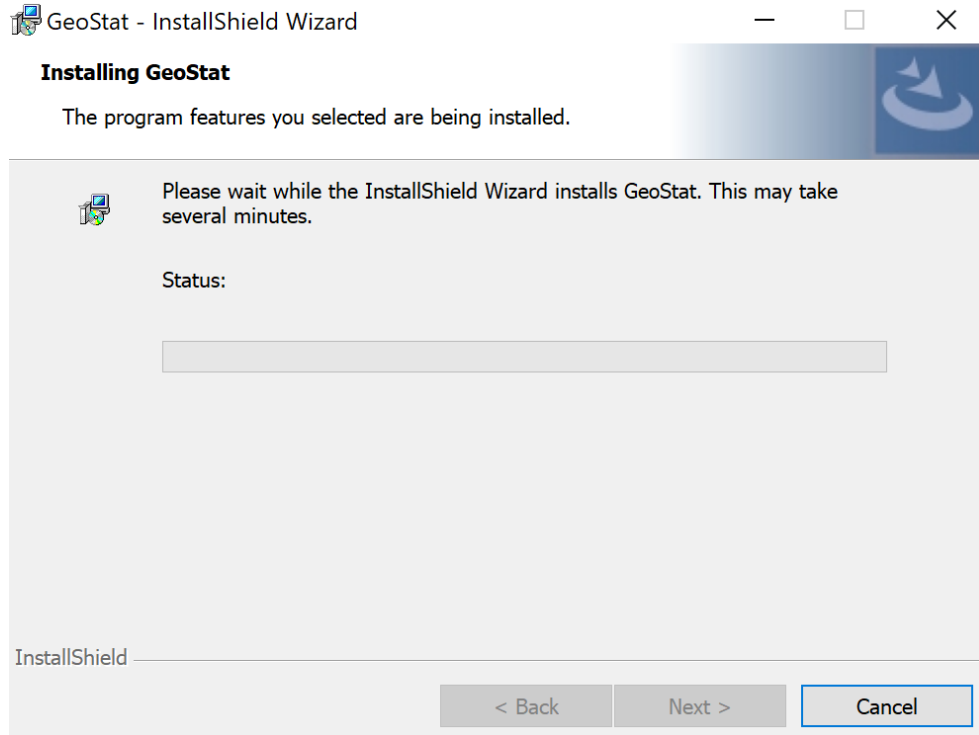 GeoStat - InstallShield Wizard
Installing GeoStat
The program features you selected are being installed.
Please wait while the InstallShield Wizard installs GeoStat. This may take
several minutes.
Status:
InstallShield
< Back
Next >
Cancel